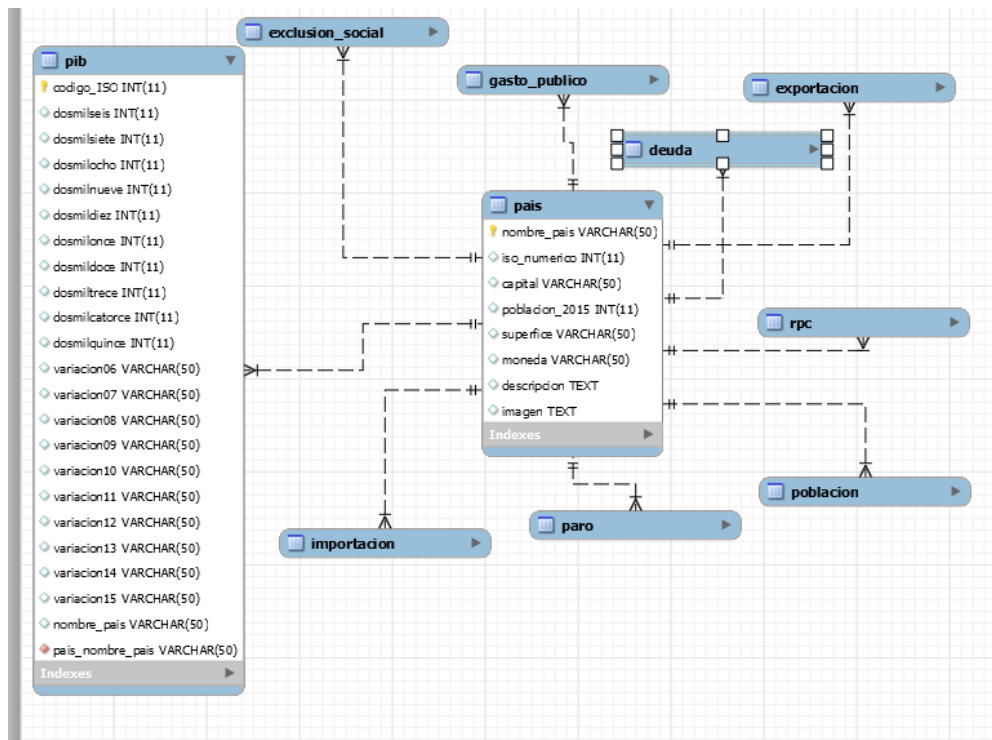 exclusion_social
pib
codigo_ISO INT(11)
dosmilseis INT(11)
dosmilsiete INT(11)
dosmilocho INT(11)
dosmilnueve INT(11)
dosmildiez INT(11)
dosmilonce INT(11)
dosmildoce INT(11)
dosmiltrece INT(11)
dosmilcatorce INT(11)
dosmilquince INT(11)
variacion06 VARCHAR(50)
variacion07 VARCHAR(50)
variacion08 VARCHAR(50)
variacion09 VARCHAR(50)
variacion10 VARCHAR(50)
variacion11 VARCHAR(50)
variacion12 VARCHAR(50)
variacion13 VARCHAR(50)
variacion14 VARCHAR(50)
variacion15 VARCHAR(50)
nombre_pais VARCHAR(50)
pais_nombre_pais VARCHAR(50)
Indexes
gasto_publico
exportacion
deuda
pais
nombre_pais VARCHAR(50)
iso_numerico INT(11)
capital VARCHAR(50)
poblacion_2015 INT(11)
superfice VARCHAR(50)
moneda VARCHAR(50)
descripcion TEXT
imagen TEXT
Indexes
rpc
poblacion
paro
importacion